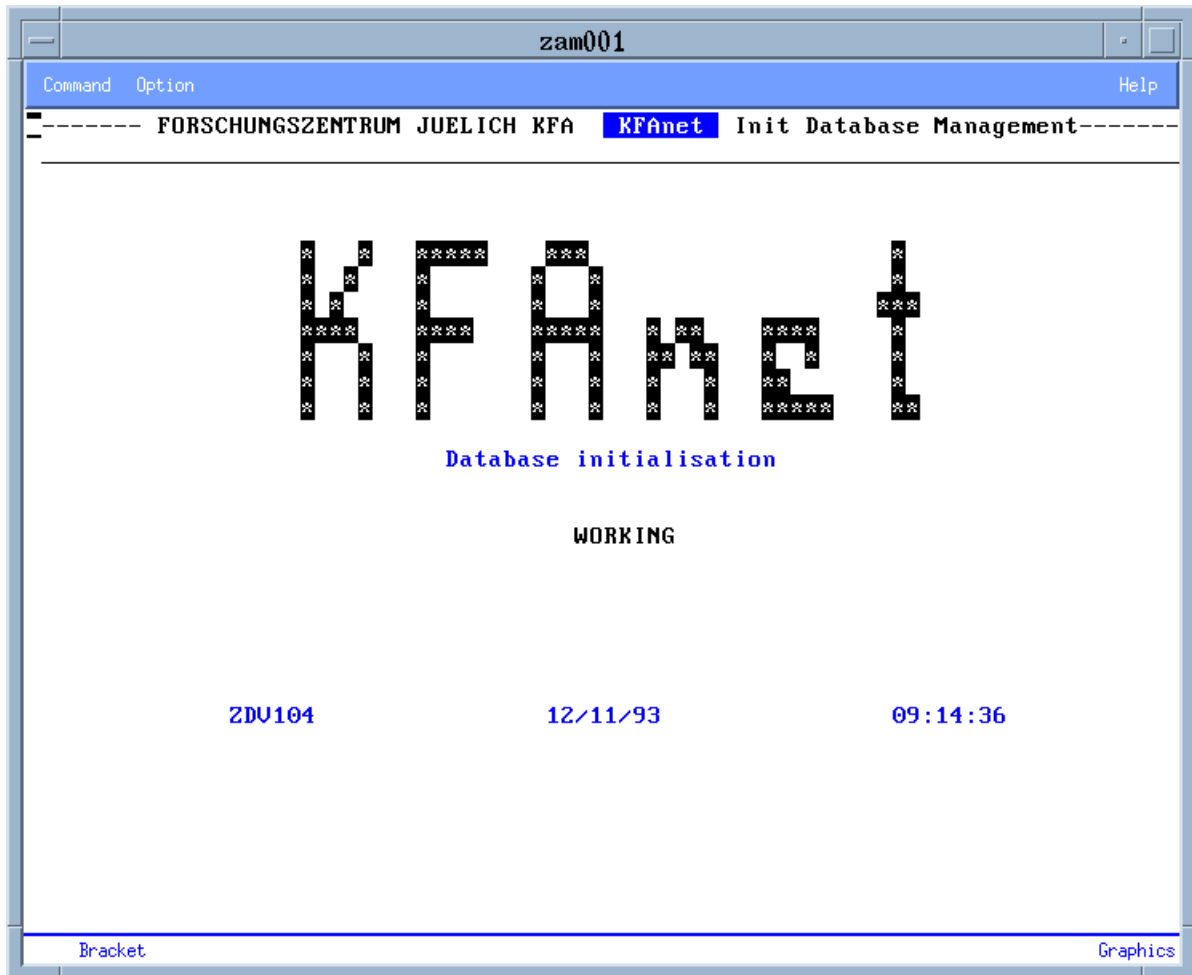 zam001
Command Option Help
------- FORSCHUNGSZENTRUM JUELICH KFA KFAnet Init Database Management-------
KFAnet
Database initialisation
WORKING
ZDV104 12/11/93 09:14:36
Bracket Graphics